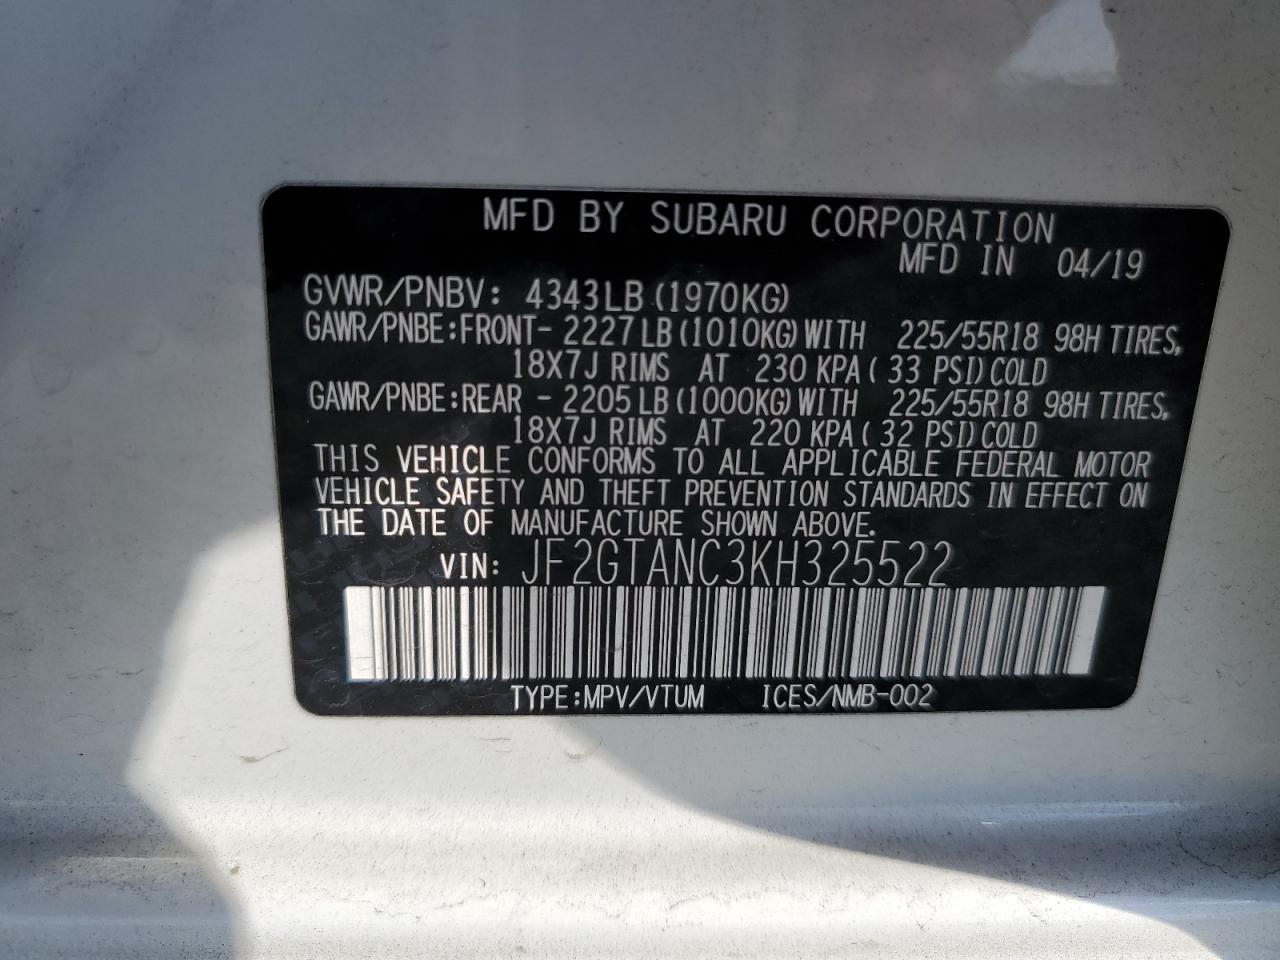 MFD BY SUBARU CORPORATION
MFD IN 04/19
GVWR/PNBV: 4343LB (1970KG)
GAWR/PNBE:FRONT- 2227LB (1010KG) WITH 225/55R18 98H TIRES,
18X7J RIMS AT 230 KPA( 33 PSI) COLD
GAWR/PNBE:REAR - 2205LB (1000KG) WITH 225/55R18 98H TIRES,
18X7J RIMS AT 220 KPA( 32 PSI) COLD
THIS VEHICLE CONFORMS TO ALL APPLICABLE FEDERAL MOTOR
VEHICLE SAFETY AND THEFT PREVENTION STANDARDS IN EFFECT ON
THE DATE OF MANUFACTURE SHOWN ABOVE.
VIN: JF2GTANC3KH325522
TYPE:MPV/VTUM ICES/NMB-002